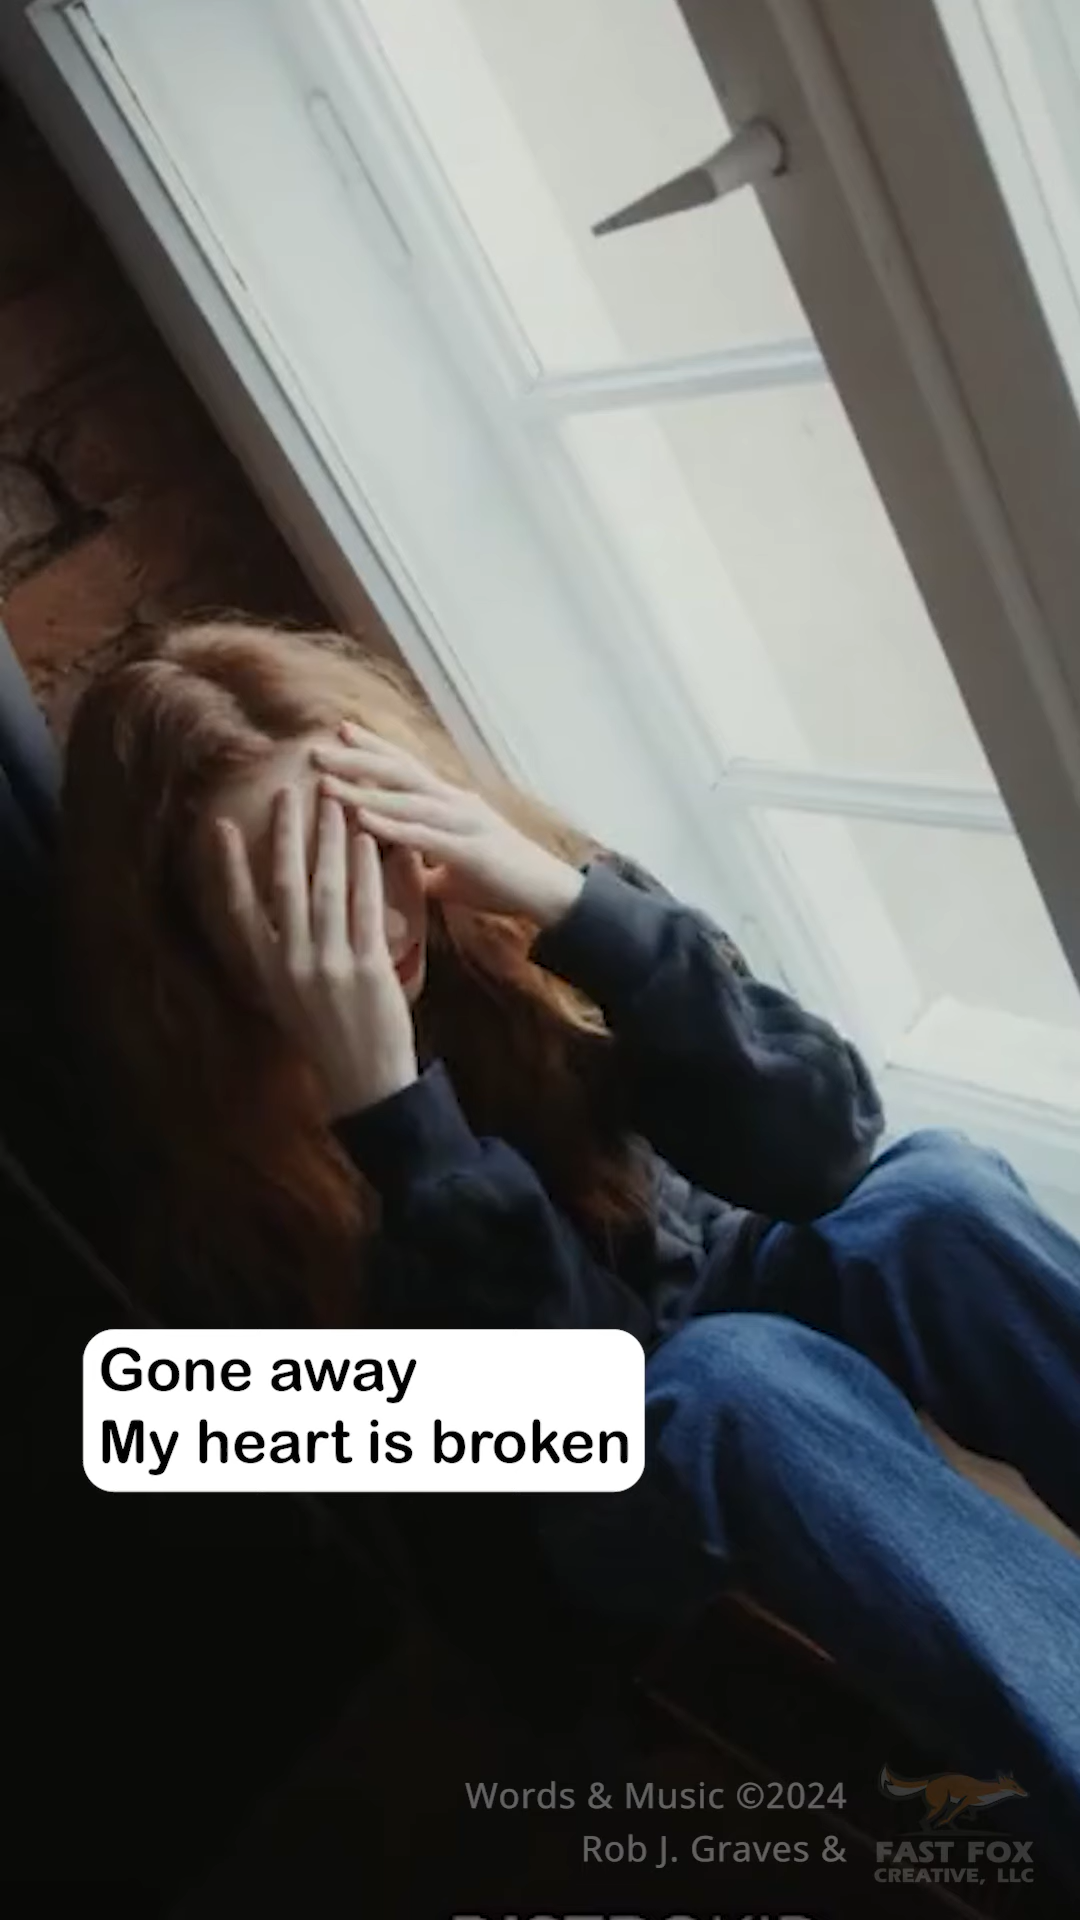 Gone away
My heart is broken
Words & Music ©2024
Rob J. Graves &
FAST FOX
CREATIVE, LLC